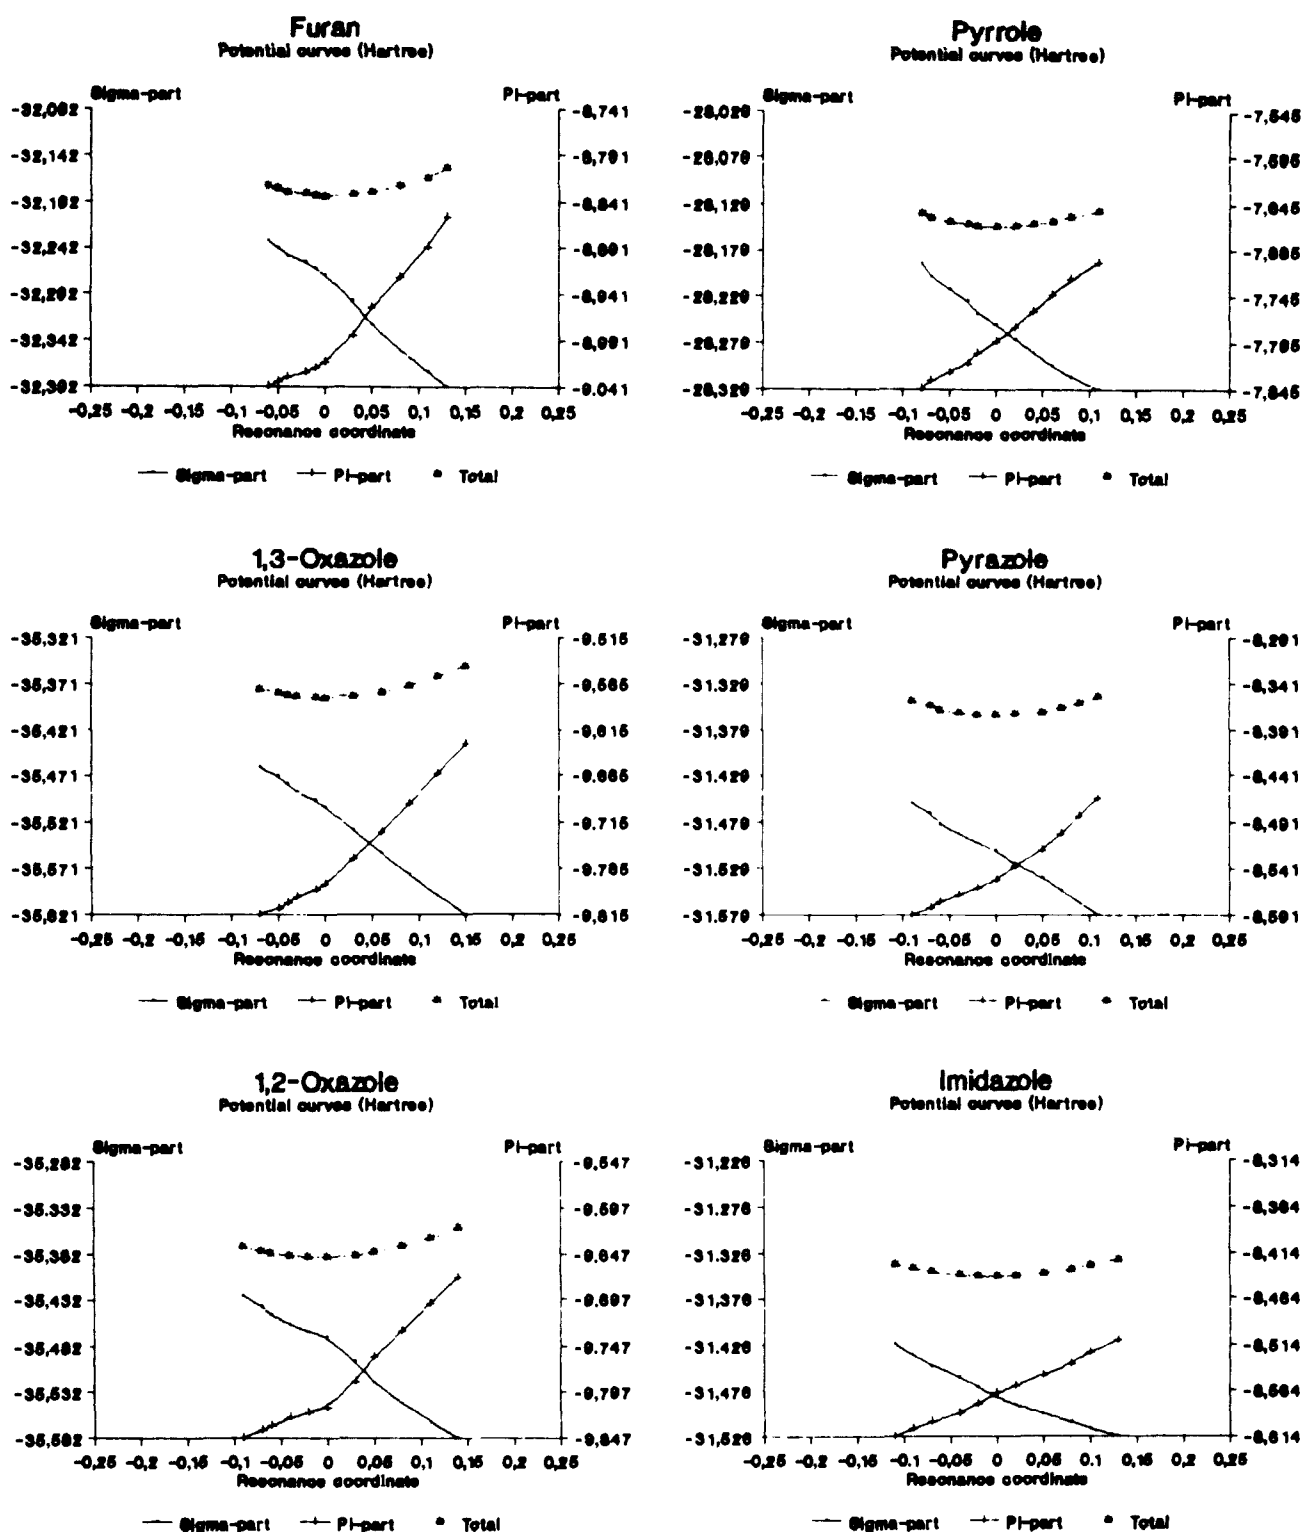 Furan
Potential curves (Hartree)
Sigma-part
Pi-part
-32,092
-32,142
-32,192
-32,242
-32,292
-32,342
-32,392
-8,741
-8,791
-8,841
-8,891
-8,941
-8,991
-9,041
-0,25 -0,2 -0,15 -0,1 -0,05 0 0,05 0,1 0,15 0,2 0,25
Resonance coordinate
Sigma-part Pi-part Total
Pyrrole
Potential curves (Hartree)
Sigma-part
Pi-part
-28,029
-28,079
-28,129
-28,179
-28,229
-28,279
-28,329
-7,545
-7,595
-7,645
-7,695
-7,745
-7,795
-7,845
-0,25 -0,2 -0,15 -0,1 -0,05 0 0,05 0,1 0,15 0,2 0,25
Resonance coordinate
Sigma-part Pi-part Total
1,3-Oxazole
Potential curves (Hartree)
Sigma-part
Pi-part
-35,321
-35,371
-35,421
-35,471
-35,521
-35,571
-35,621
-9,515
-9,565
-9,615
-9,665
-9,715
-9,765
-9,815
-0,25 -0,2 -0,15 -0,1 -0,05 0 0,05 0,1 0,15 0,2 0,25
Resonance coordinate
Sigma-part Pi-part Total
Pyrazole
Potential curves (Hartree)
Sigma-part
Pi-part
-31,279
-31,329
-31,379
-31,429
-31,479
-31,529
-31,579
-8,291
-8,341
-8,391
-8,441
-8,491
-8,541
-8,591
-0,25 -0,2 -0,15 -0,1 -0,05 0 0,05 0,1 0,15 0,2 0,25
Resonance coordinate
Sigma-part Pi-part Total
1,2-Oxazole
Potential curves (Hartree)
Sigma-part
Pi-part
-35,282
-35.332
-35,382
-35,432
-35,482
-35,532
-35,582
-9,547
-9,597
-9,647
-9,697
-9,747
-9,797
-9,847
-0,25 -0,2 -0,15 -0,1 -0,05 0 0,05 0,1 0,15 0,2 0,25
Resonance coordinate
Sigma-part Pi-part Total
Imidazole
Potential curves (Hartree)
Sigma-part
Pi-part
-31,226
-31.276
-31,326
-31,376
-31.426
-31,476
-31,526
-8,314
-8,364
-8,414
-8,464
-8,514
-8,564
-8,614
-0,25 -0,2 -0,15 -0,1 -0,05 0 0,05 0,1 0,15 0,2 0,25
Resonance coordinate
Sigma-part Pi-part Total